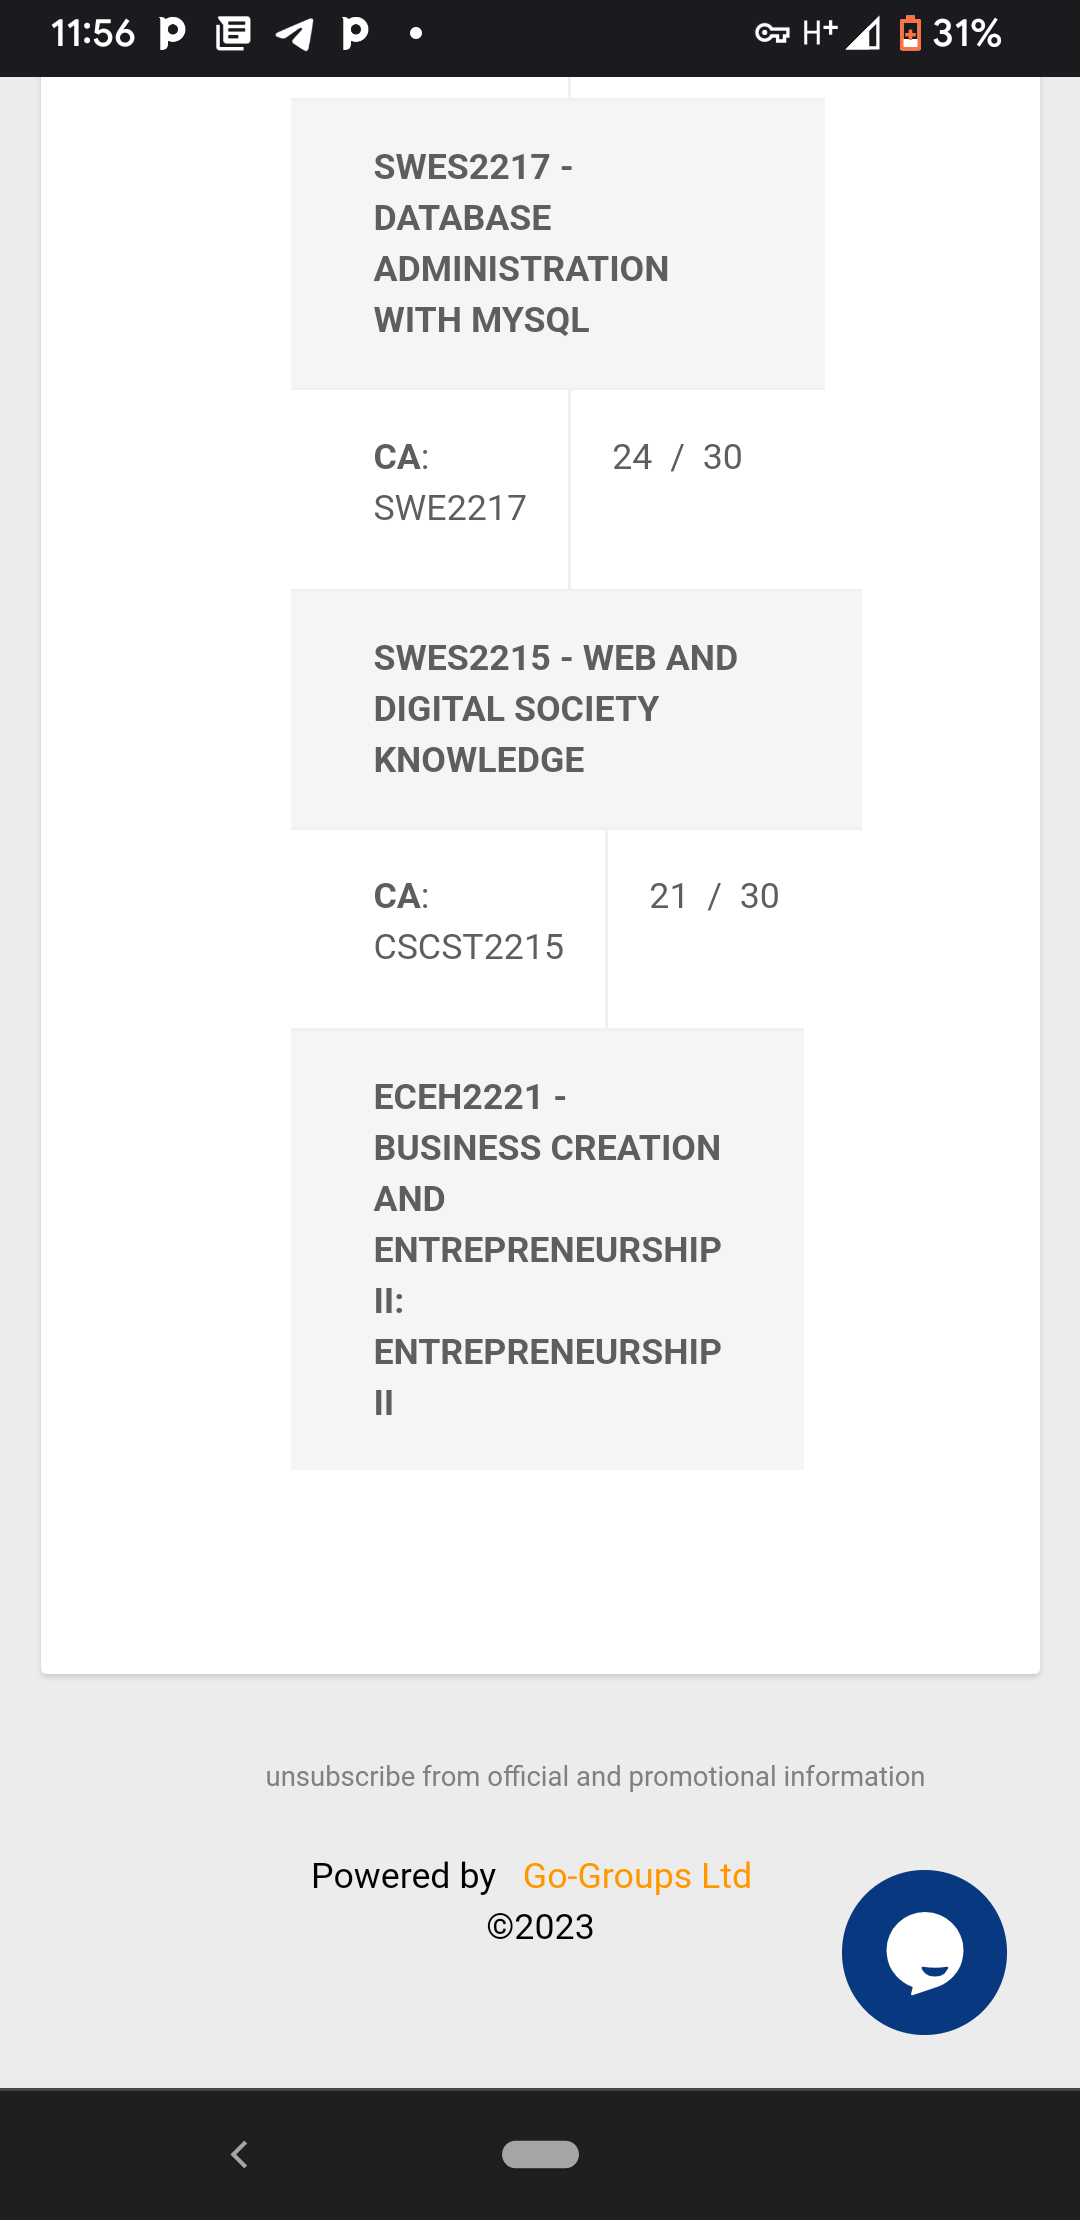 11:56 H+ 31%
SWES2217 -
DATABASE
ADMINISTRATION
WITH MYSQL
CA: 24 / 30
SWE2217
SWES2215 - WEB AND
DIGITAL SOCIETY
KNOWLEDGE
CA: 21 / 30
CSCST2215
ECEH2221 -
BUSINESS CREATION
AND
ENTREPRENEURSHIP
II:
ENTREPRENEURSHIP
II
unsubscribe from official and promotional information
Powered by Go-Groups Ltd
©2023